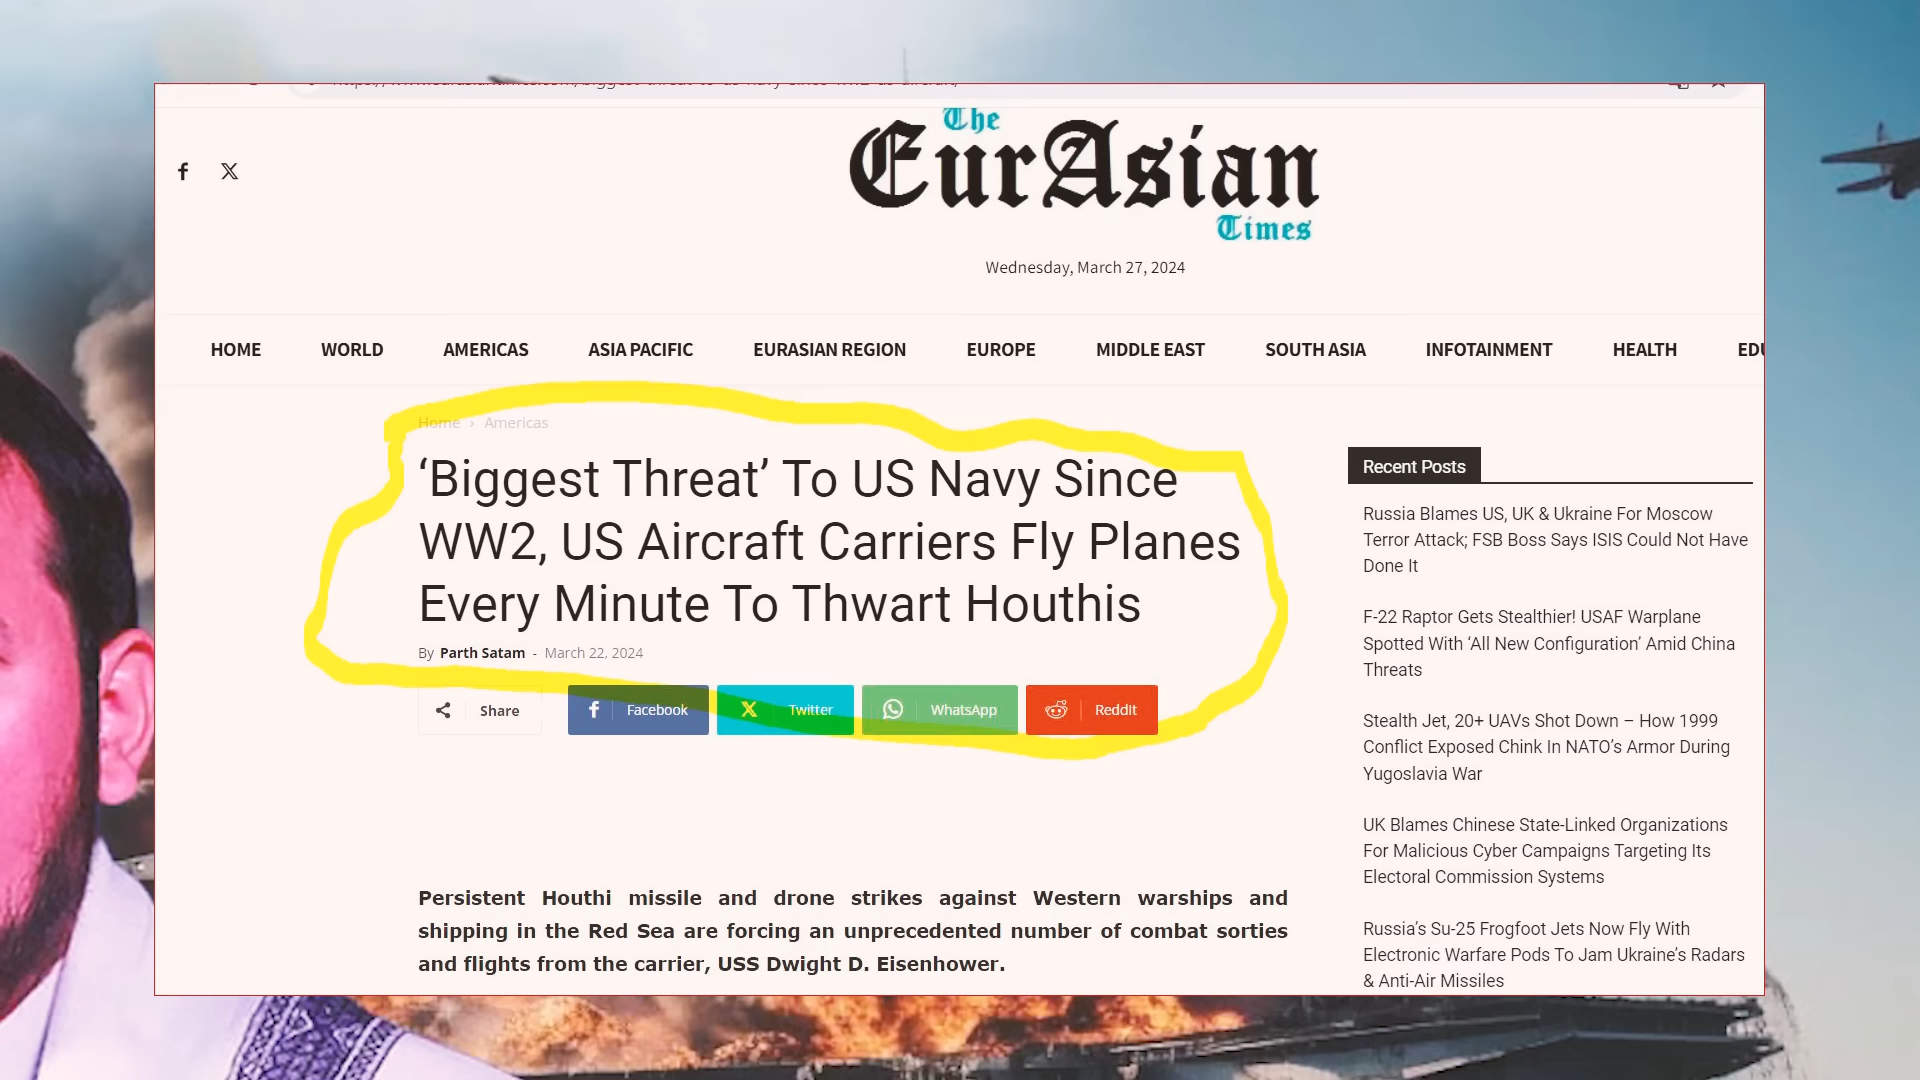 The
EurAsian
Times
Wednesday, March 27, 2024
HOME WORLD AMERICAS ASIA PACIFIC EURASIAN REGION EUROPE MIDDLE EAST SOUTH ASIA INFOTAINMENT HEALTH EDU
Home › Americas
‘Biggest Threat’ To US Navy Since
WW2, US Aircraft Carriers Fly Planes
Every Minute To Thwart Houthis
By Parth Satam - March 22, 2024
Share Facebook Twitter WhatsApp ReddIt
Persistent Houthi missile and drone strikes against Western warships and
shipping in the Red Sea are forcing an unprecedented number of combat sorties
and flights from the carrier, USS Dwight D. Eisenhower.
Recent Posts
Russia Blames US, UK & Ukraine For Moscow
Terror Attack; FSB Boss Says ISIS Could Not Have
Done It
F-22 Raptor Gets Stealthier! USAF Warplane
Spotted With ‘All New Configuration’ Amid China
Threats
Stealth Jet, 20+ UAVs Shot Down – How 1999
Conflict Exposed Chink In NATO’s Armor During
Yugoslavia War
UK Blames Chinese State-Linked Organizations
For Malicious Cyber Campaigns Targeting Its
Electoral Commission Systems
Russia’s Su-25 Frogfoot Jets Now Fly With
Electronic Warfare Pods To Jam Ukraine’s Radars
& Anti-Air Missiles